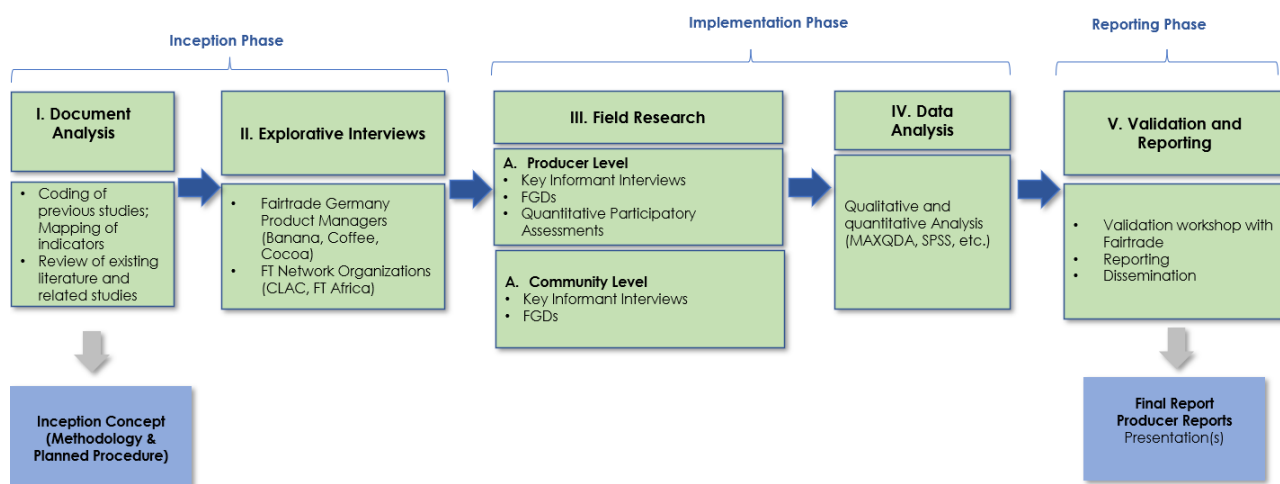 Inception Phase
Implementation Phase
Reporting Phase
I. Document
Analysis
• Coding of
previous studies;
Mapping of
indicators
• Review of existing
literature and
related studies
Inception Concept
(Methodology &
Planned Procedure)
II. Explorative Interviews
• Fairtrade Germany
Product Managers
(Banana, Coffee,
Cocoa)
• FT Network Organizations
(CLAC, FT Africa)
III. Field Research
A. Producer Level
• Key Informant Interviews
• FGDs
• Quantitative Participatory
Assessments
A. Community Level
• Key Informant Interviews
• FGDs
IV. Data
Analysis
Qualitative and
quantitative Analysis
(MAXQDA, SPSS, etc.)
V. Validation and
Reporting
• Validation workshop with
Fairtrade
• Reporting
• Dissemination
Final Report
Producer Reports
Presentation(s)